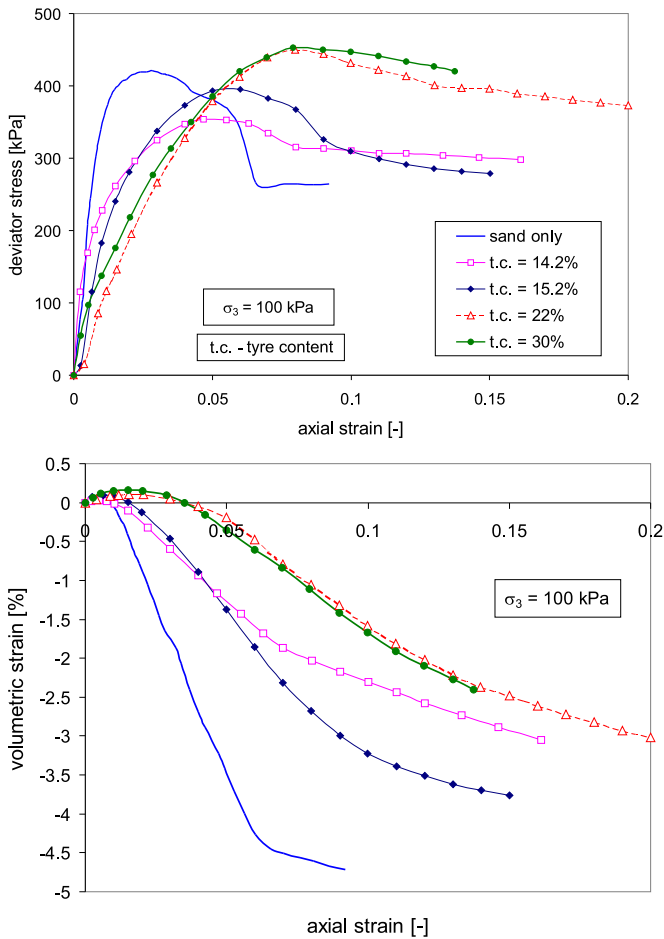 500
400
300
200
100
0
deviator stress [kPa]
sand only
t.c. = 14.2%
t.c. = 15.2%
t.c. = 22%
t.c. = 30%
σ3 = 100 kPa
t.c. - tyre content
0 0.05 0.1 0.15 0.2
axial strain [-]
0.5
0
-0.5
-1
-1.5
-2
-2.5
-3
-3.5
-4
-4.5
-5
volumetric strain [%]
0 0.05 0.1 0.15 0.2
σ3 = 100 kPa
axial strain [-]